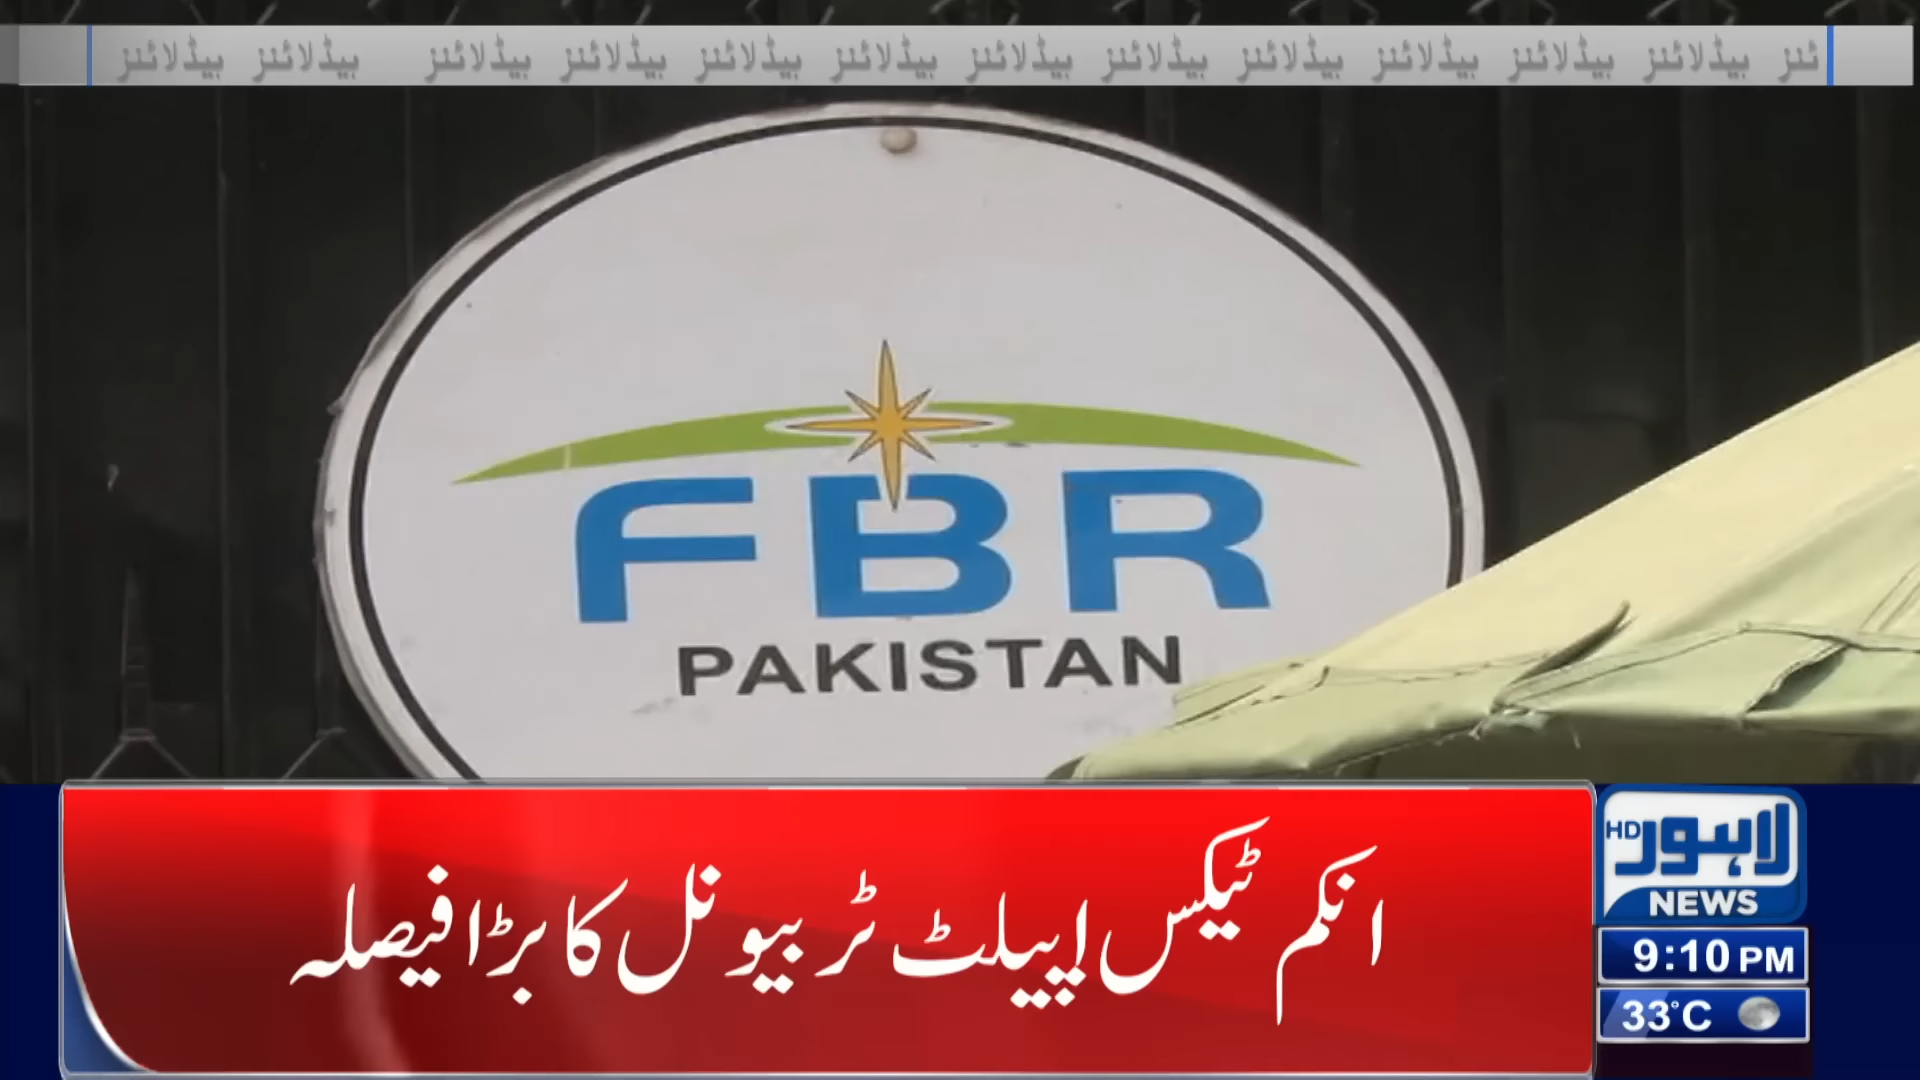 ہیڈلائنز ہیڈلائنز ہیڈلائنز ہیڈلائنز ہیڈلائنز ہیڈلائنز ہیڈلائنز ہیڈلائنز ہیڈلائنز ہیڈلائنز ہیڈلائنز ہیڈلائنز
FBR
PAKISTAN
انکم ٹیکس اپیلٹ ٹربیونل کا بڑا فیصلہ
لاہور HD
NEWS
9:10 PM
33°C